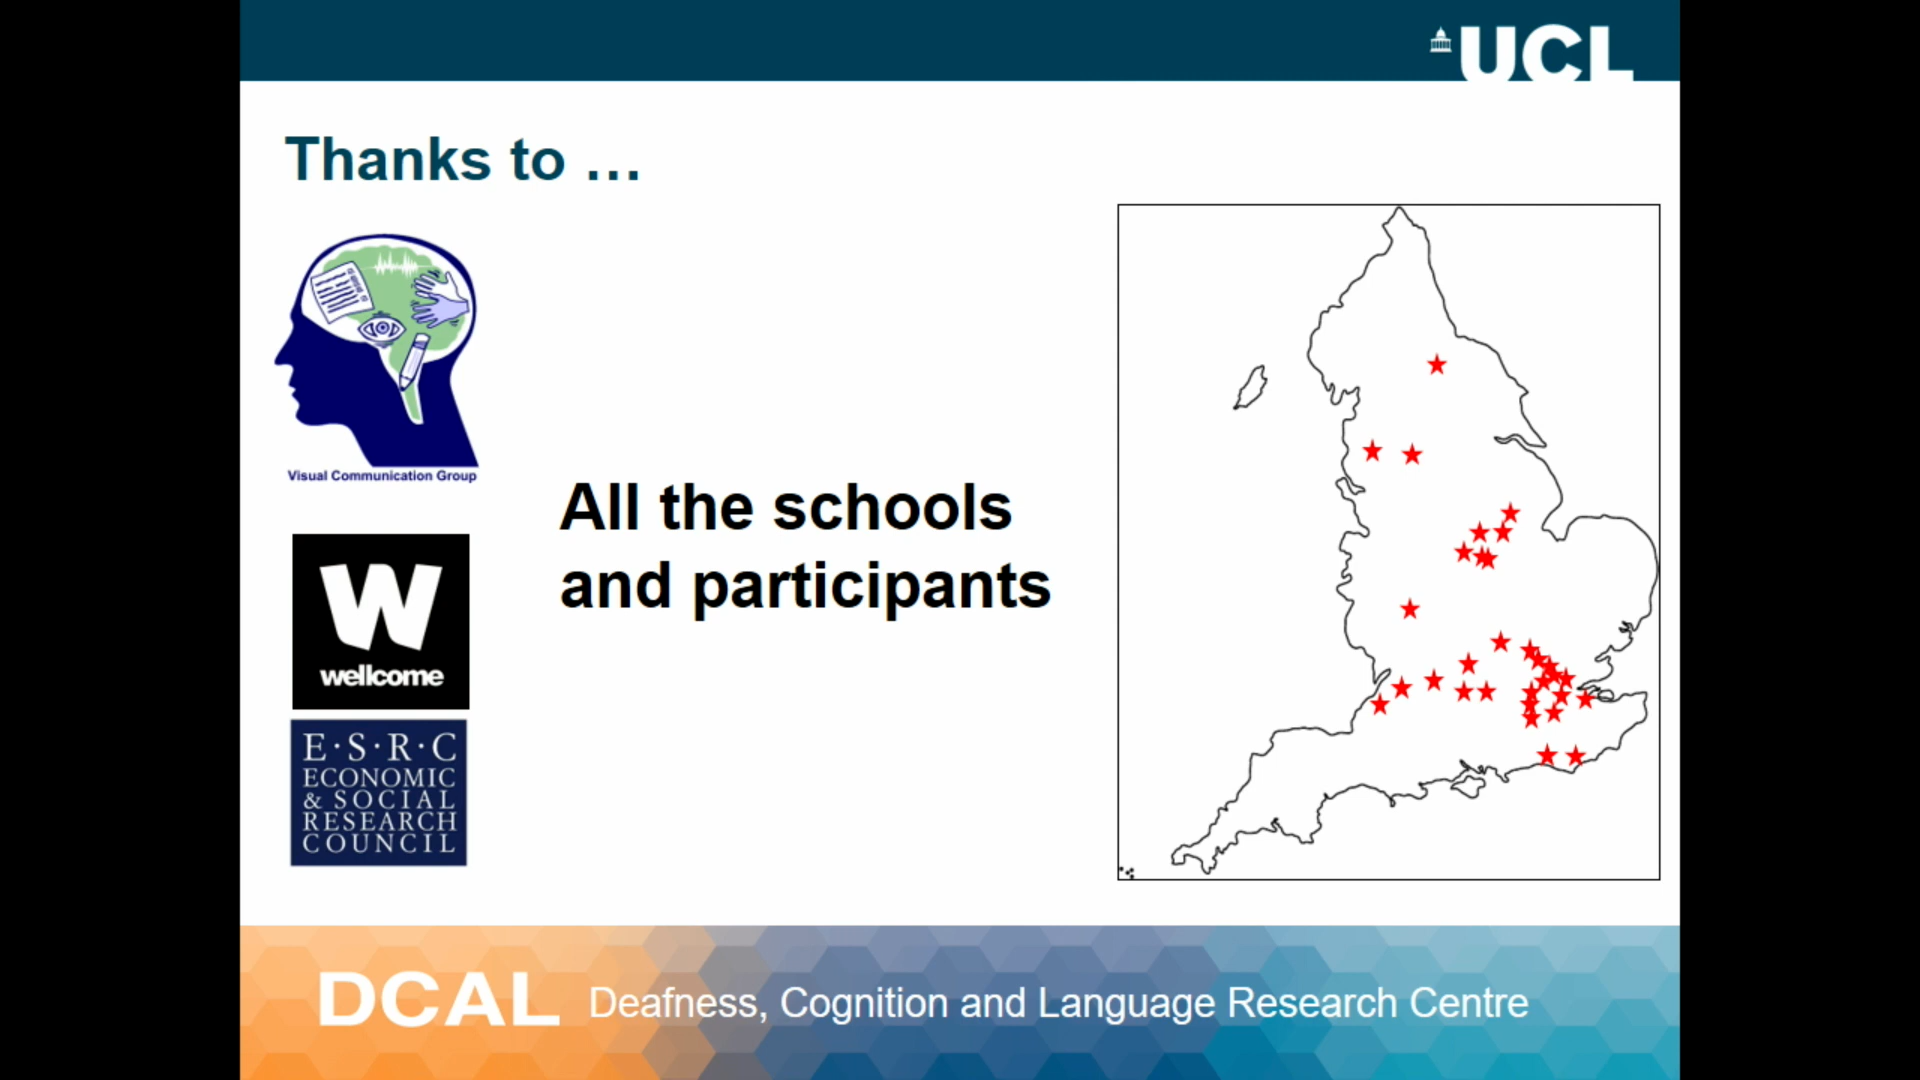 UCL
Thanks to …
Visual Communication Group
All the schools
and participants
W
wellcome
E·S·R·C
ECONOMIC
& SOCIAL
RESEARCH
COUNCIL
DCAL Deafness, Cognition and Language Research Centre